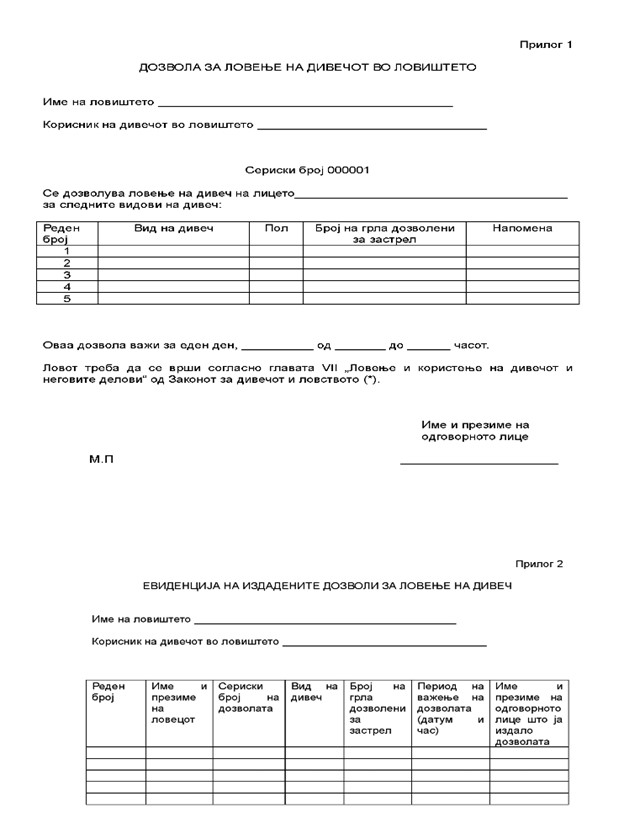 Прилог 1
ДОЗВОЛА ЗА ЛОВЕЊЕ НА ДИВЕЧОТ ВО ЛОВИШТЕТО
Име на ловиштето
Корисник на дивечот во ловиштето
Сериски број 000001
Се дозволува ловење на дивеч на лицето
за следните видови на дивеч:
Реден број Вид на дивеч Пол Број на грла дозволени за застрел Напомена
1
2
3
4
5
Оваа дозвола важи за еден ден, ____________ од ________ до _______ часот.
Ловот треба да се врши согласно главата VII „Ловење и користење на дивечот и
неговите делови“ од Законот за дивечот и ловството (*).
Име и презиме на
одговорното лице
М.П
Прилог 2
ЕВИДЕНЦИЈА НА ИЗДАДЕНИТЕ ДОЗВОЛИ ЗА ЛОВЕЊЕ НА ДИВЕЧ
Име на ловиштето
Корисник на дивечот во ловиштето
Реден број Име и презиме на ловецот Сериски број на дозволата Вид на дивеч Број на грла дозволени за застрел Период на важење на дозволата (датум и час) Име и презиме на одговорното лице што ја издало дозволата